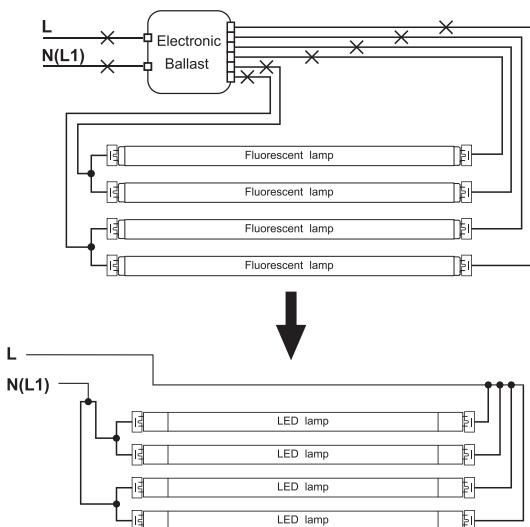 L
N(L1)
Electronic
Ballast
Fluorescent lamp
Fluorescent lamp
Fluorescent lamp
Fluorescent lamp
L
N(L1)
LED lamp
LED lamp
LED lamp
LED lamp